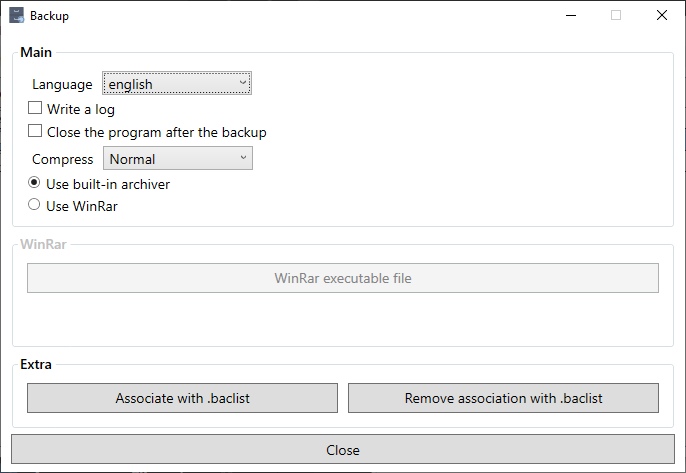 Backup
Main
Language english
Write a log
Close the program after the backup
Compress Normal
Use built-in archiver
Use WinRar
WinRar
WinRar executable file
Extra
Associate with .baclist Remove association with .baclist
Close